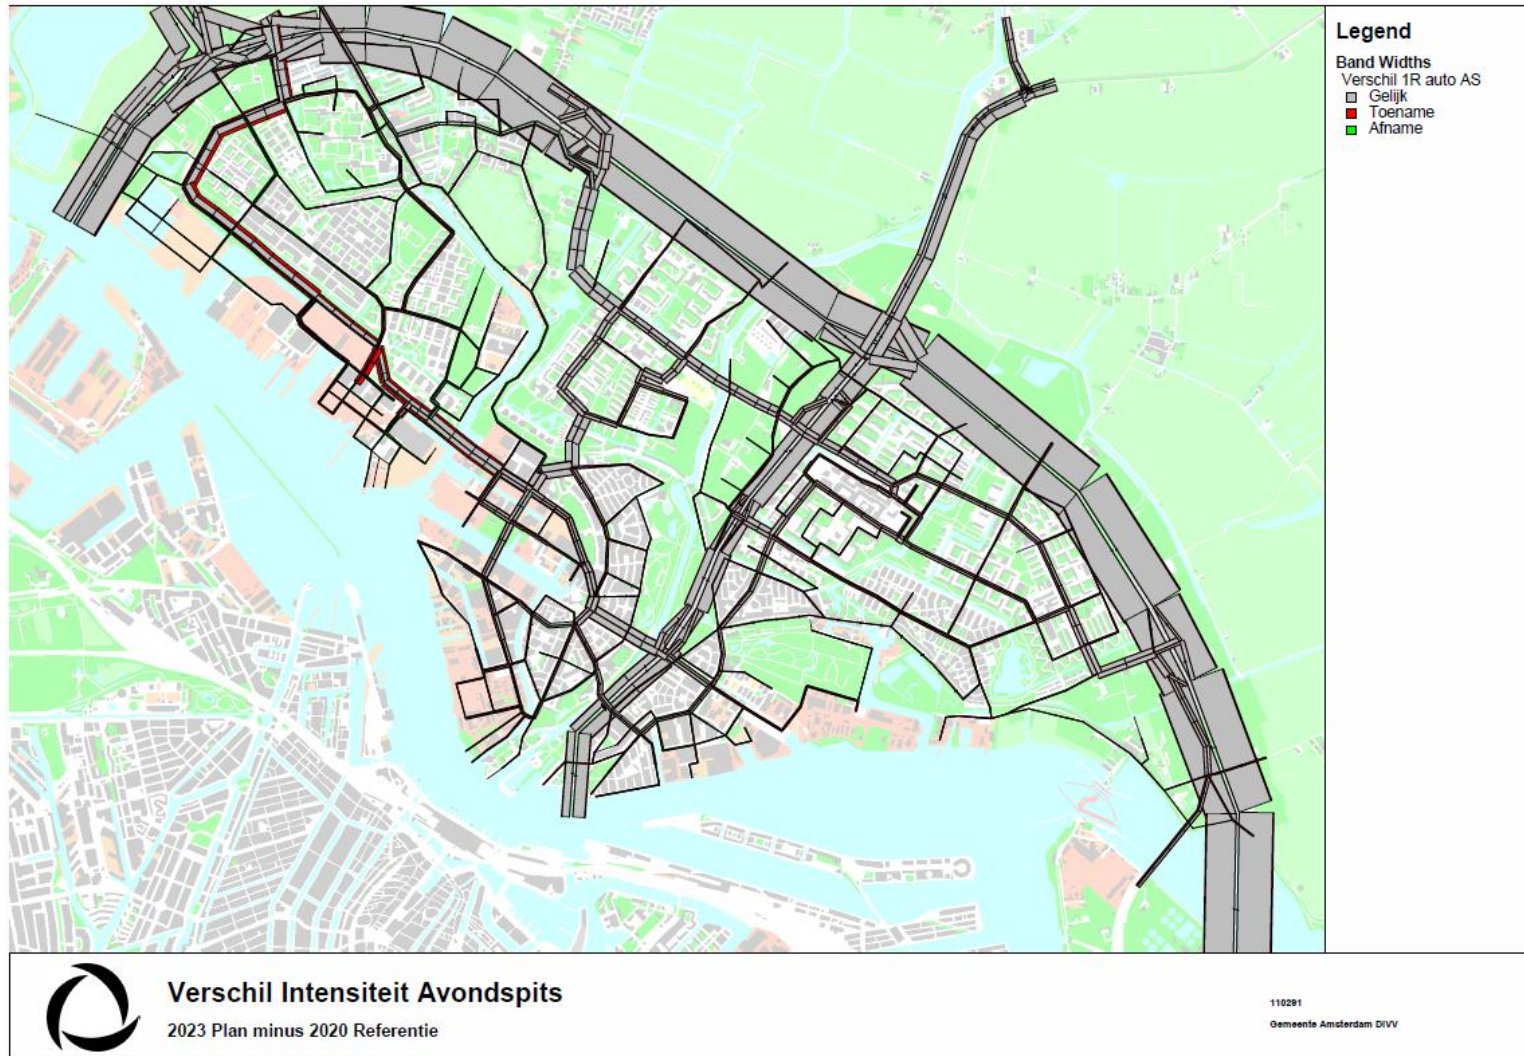 Legend
Band Widths
Verschil 1R auto AS
Gelijk
Toename
Afname
Verschil Intensiteit Avondspits
2023 Plan minus 2020 Referentie
110291
Gemeente Amsterdam DIVV